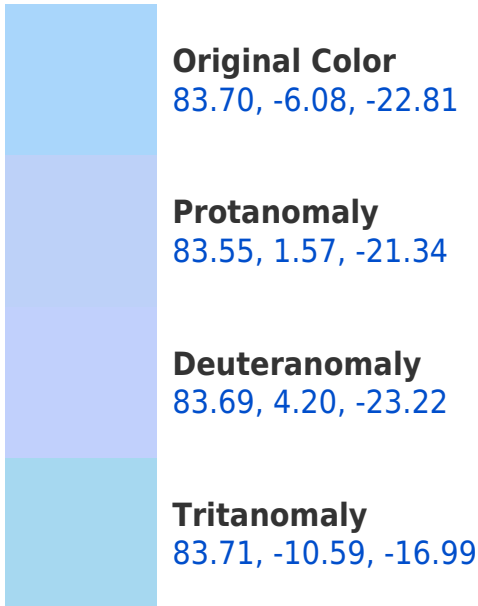 Original Color
83.70, -6.08, -22.81
Protanomaly
83.55, 1.57, -21.34
Deuteranomaly
83.69, 4.20, -23.22
Tritanomaly
83.71, -10.59, -16.99